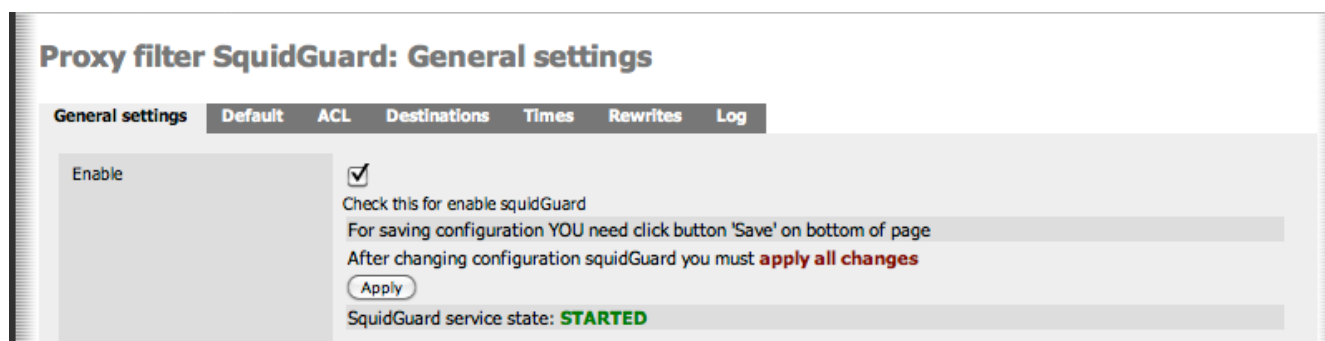 Proxy filter SquidGuard: General settings
General settings Default ACL Destinations Times Rewrites Log
Enable
Check this for enable squidGuard
For saving configuration YOU need click button 'Save' on bottom of page
After changing configuration squidGuard you must apply all changes
Apply
SquidGuard service state: STARTED